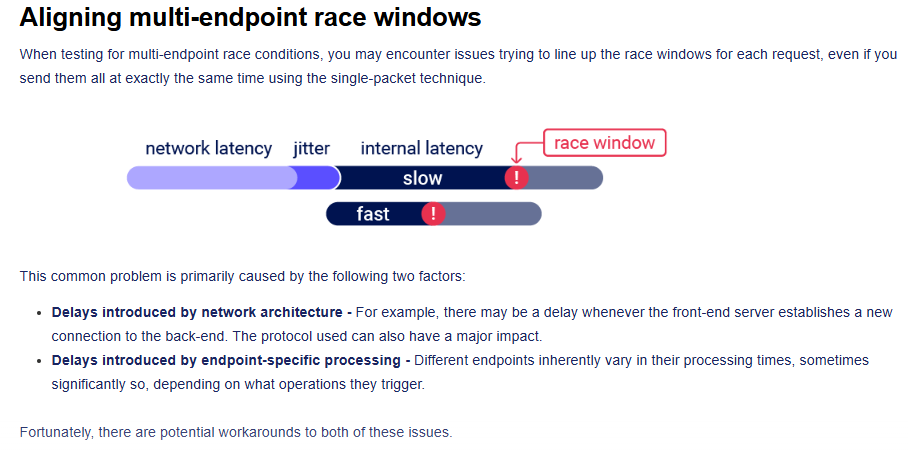 Aligning multi-endpoint race windows
When testing for multi-endpoint race conditions, you may encounter issues trying to line up the race windows for each request, even if you
send them all at exactly the same time using the single-packet technique.
network latency jitter internal latency race window
slow !
fast !
This common problem is primarily caused by the following two factors:
• Delays introduced by network architecture - For example, there may be a delay whenever the front-end server establishes a new
connection to the back-end. The protocol used can also have a major impact.
• Delays introduced by endpoint-specific processing - Different endpoints inherently vary in their processing times, sometimes
significantly so, depending on what operations they trigger.
Fortunately, there are potential workarounds to both of these issues.